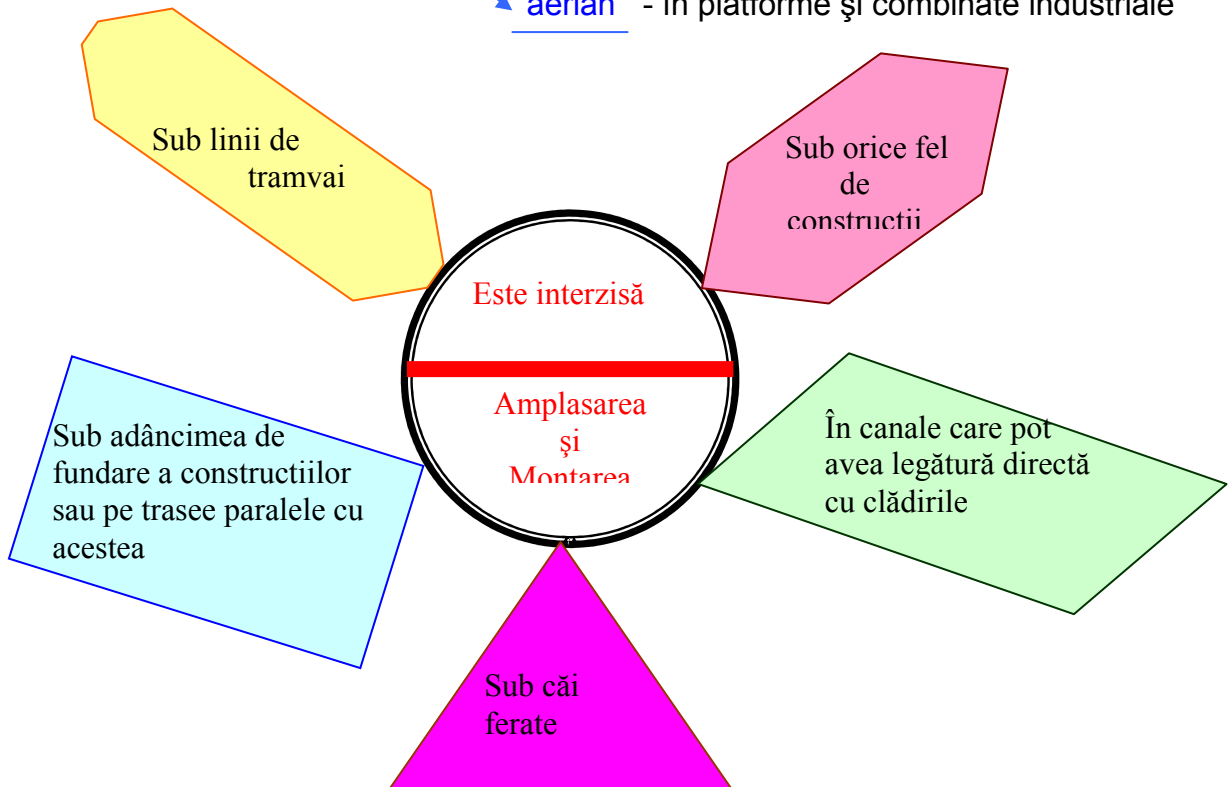 aerian - în platforme şi combinate industriale
Sub linii de
tramvai
Sub orice fel
de
constructii
Este interzisă
Amplasarea
şi
Montarea
Sub adâncimea de
fundare a constructiilor
sau pe trasee paralele cu
acestea
În canale care pot
avea legătură directă
cu clădirile
Sub căi
ferate